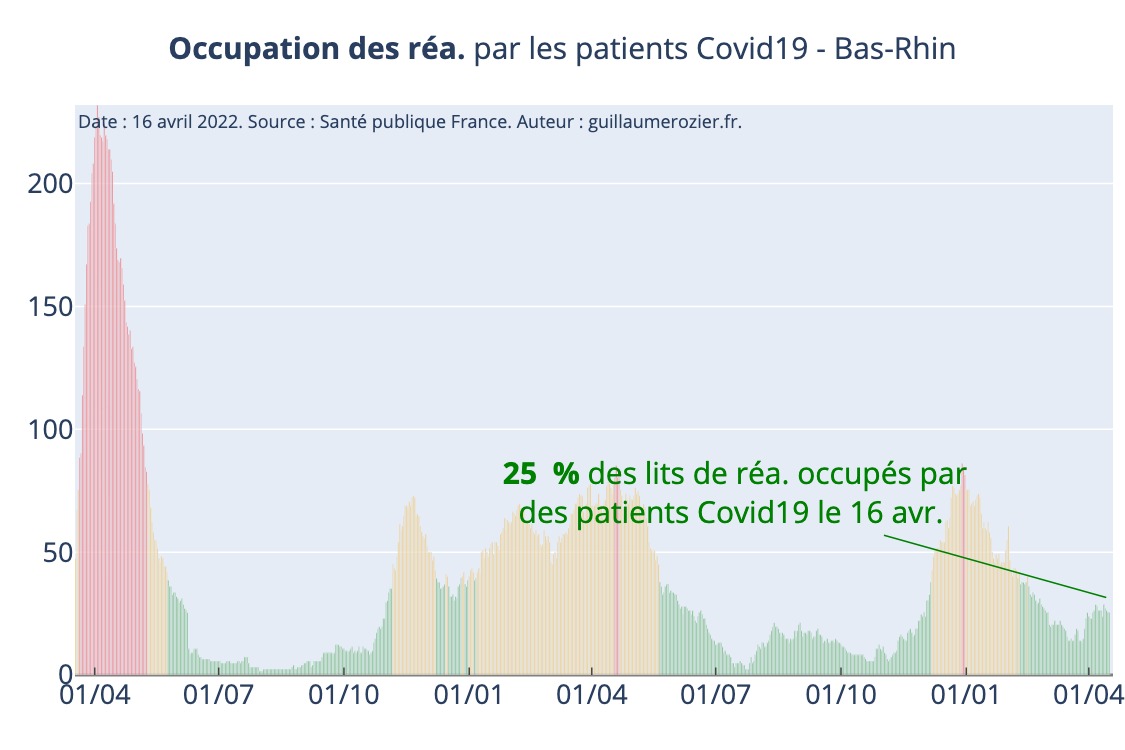 Occupation des réa. par les patients Covid19 - Bas-Rhin
Date : 16 avril 2022. Source : Santé publique France. Auteur : guillaumerozier.fr.
200
150
100
25 % des lits de réa. occupés par
des patients Covid19 le 16 avr.
50
0
01/04 01/07 01/10 01/01 01/04 01/07 01/10 01/01 01/04